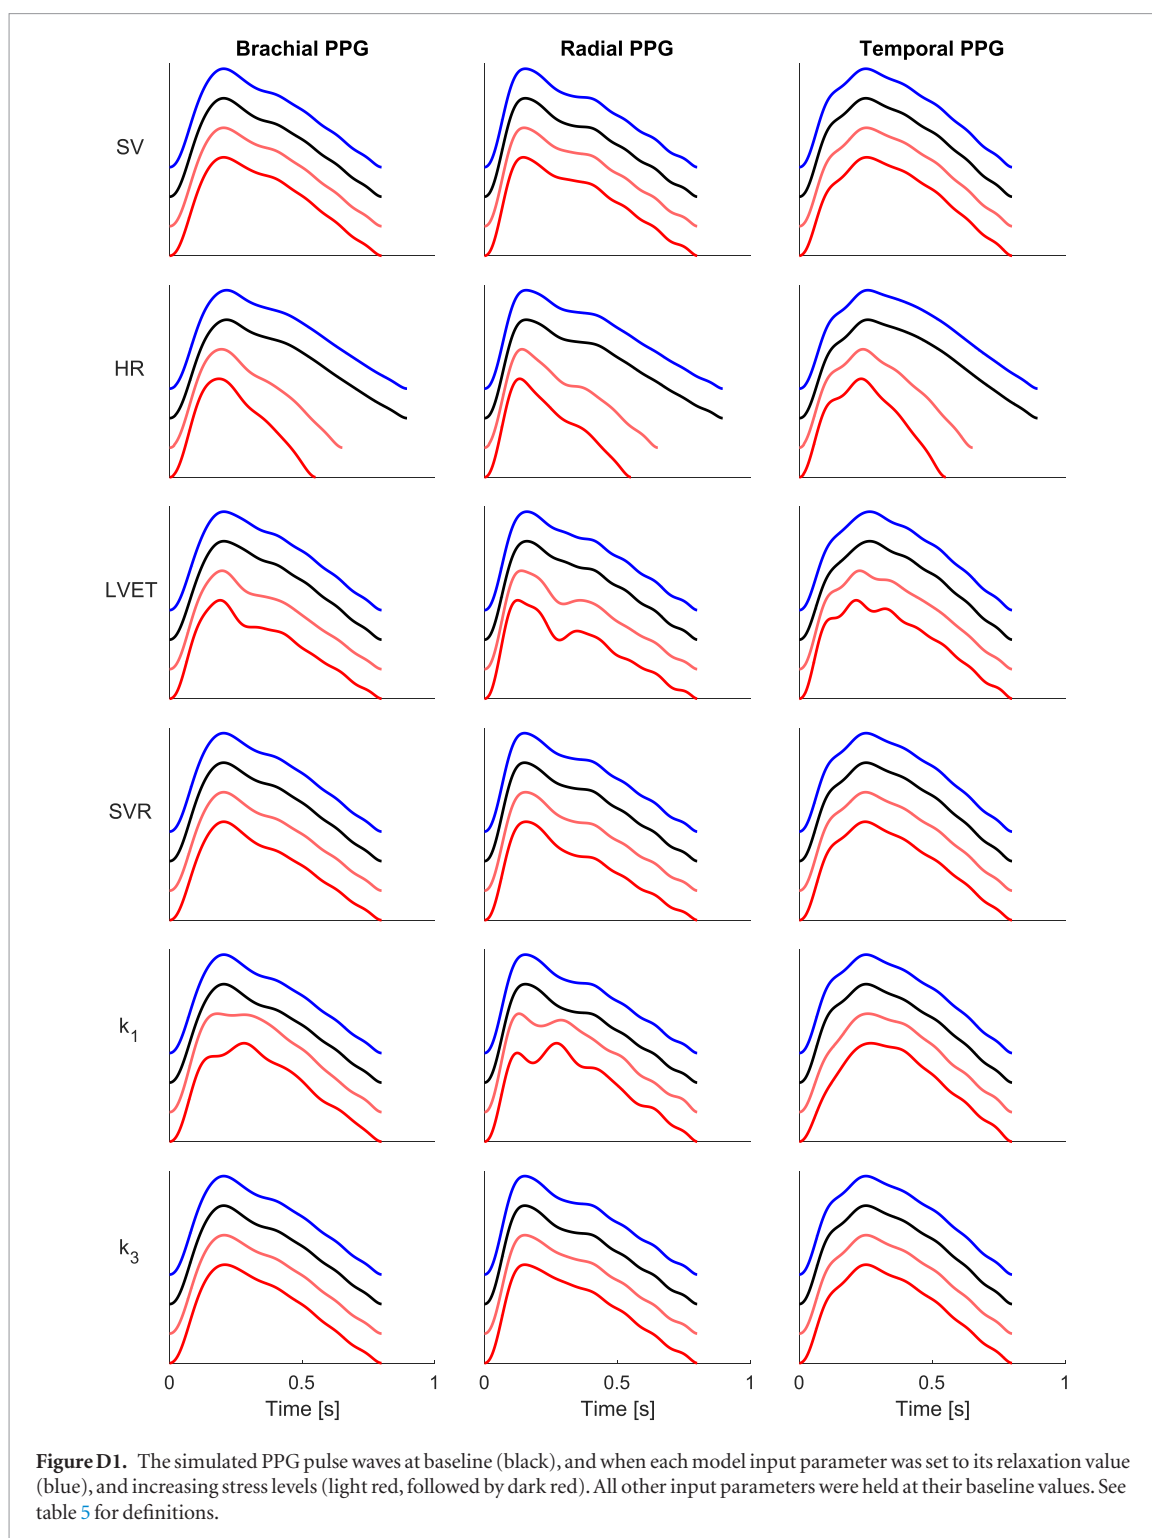 Brachial PPG Radial PPG Temporal PPG
SV
HR
LVET
SVR
k1
k3
0 0.5 1 0 0.5 1 0 0.5 1
Time [s] Time [s] Time [s]
Figure D1. The simulated PPG pulse waves at baseline (black), and when each model input parameter was set to its relaxation value
(blue), and increasing stress levels (light red, followed by dark red). All other input parameters were held at their baseline values. See
table 5 for definitions.